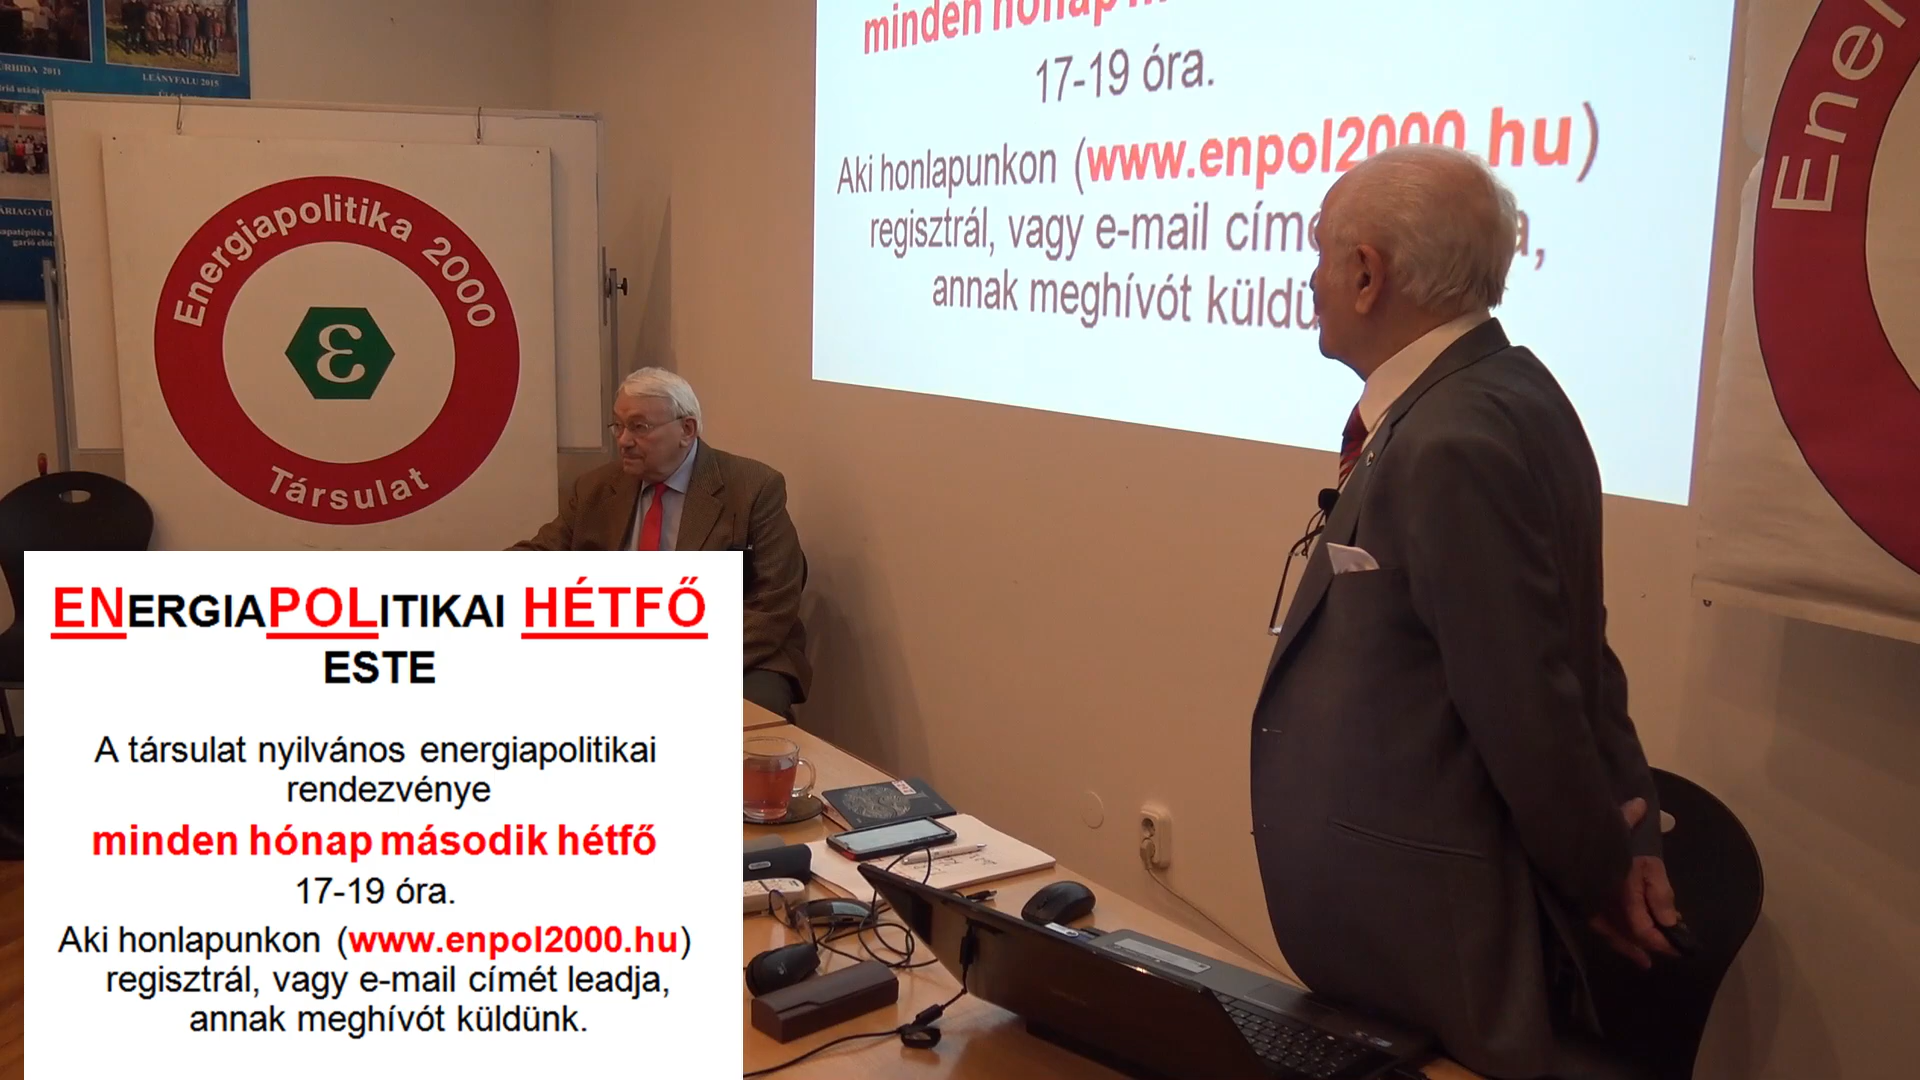 ÚRHIDA 2011
LEÁNYFALU 2015
Energiapolitika 2000
ε
Társulat
minden hónap
17-19 óra.
Aki honlapunkon (www.enpol2000.hu)
regisztrál, vagy e-mail
annak meghívót
Ene
ENERGIAPOLITIKAI HÉTFŐ
ESTE
A társulat nyilvános energiapolitikai
rendezvénye
minden hónap második hétfő
17-19 óra.
Aki honlapunkon (www.enpol2000.hu)
regisztrál, vagy e-mail címét leadja,
annak meghívót küldünk.